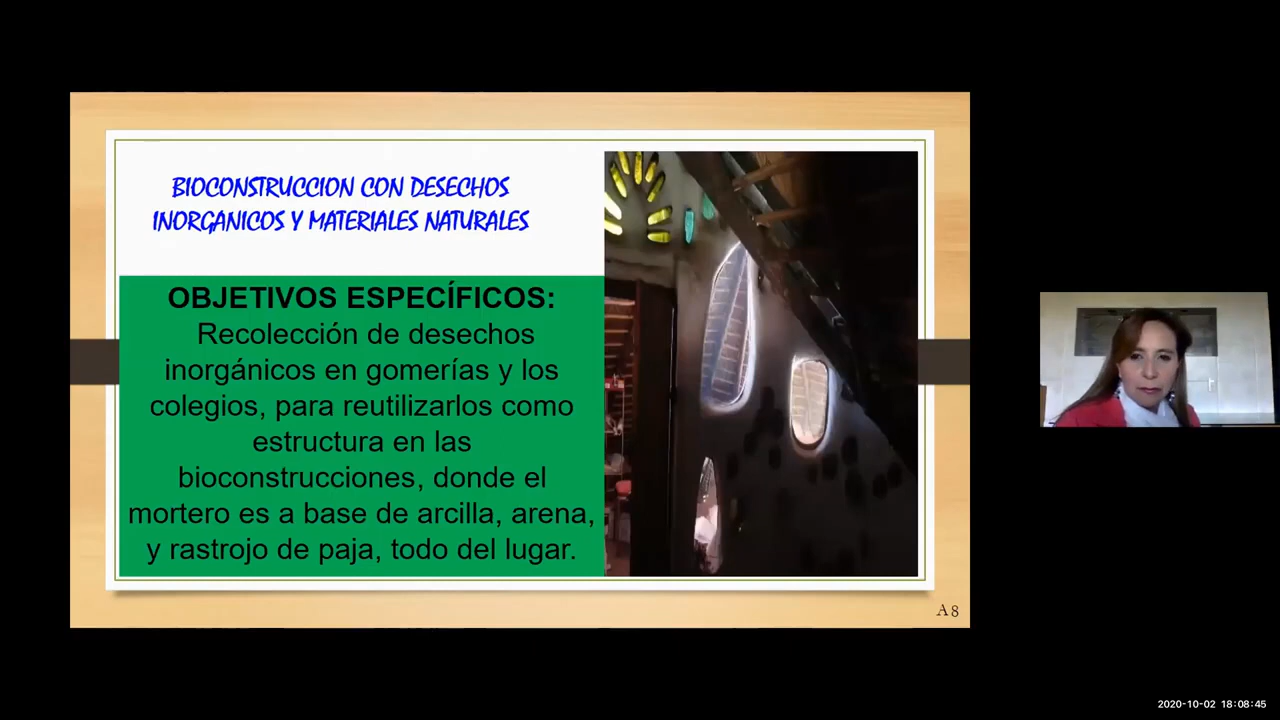 BIOCONSTRUCCION CON DESECHOS
INORGANICOS Y MATERIALES NATURALES
OBJETIVOS ESPECÍFICOS:
Recolección de desechos
inorgánicos en gomerías y los
colegios, para reutilizarlos como
estructura en las
bioconstrucciones, donde el
mortero es a base de arcilla, arena,
y rastrojo de paja, todo del lugar.
A 8
2020-10-02 18:08:45